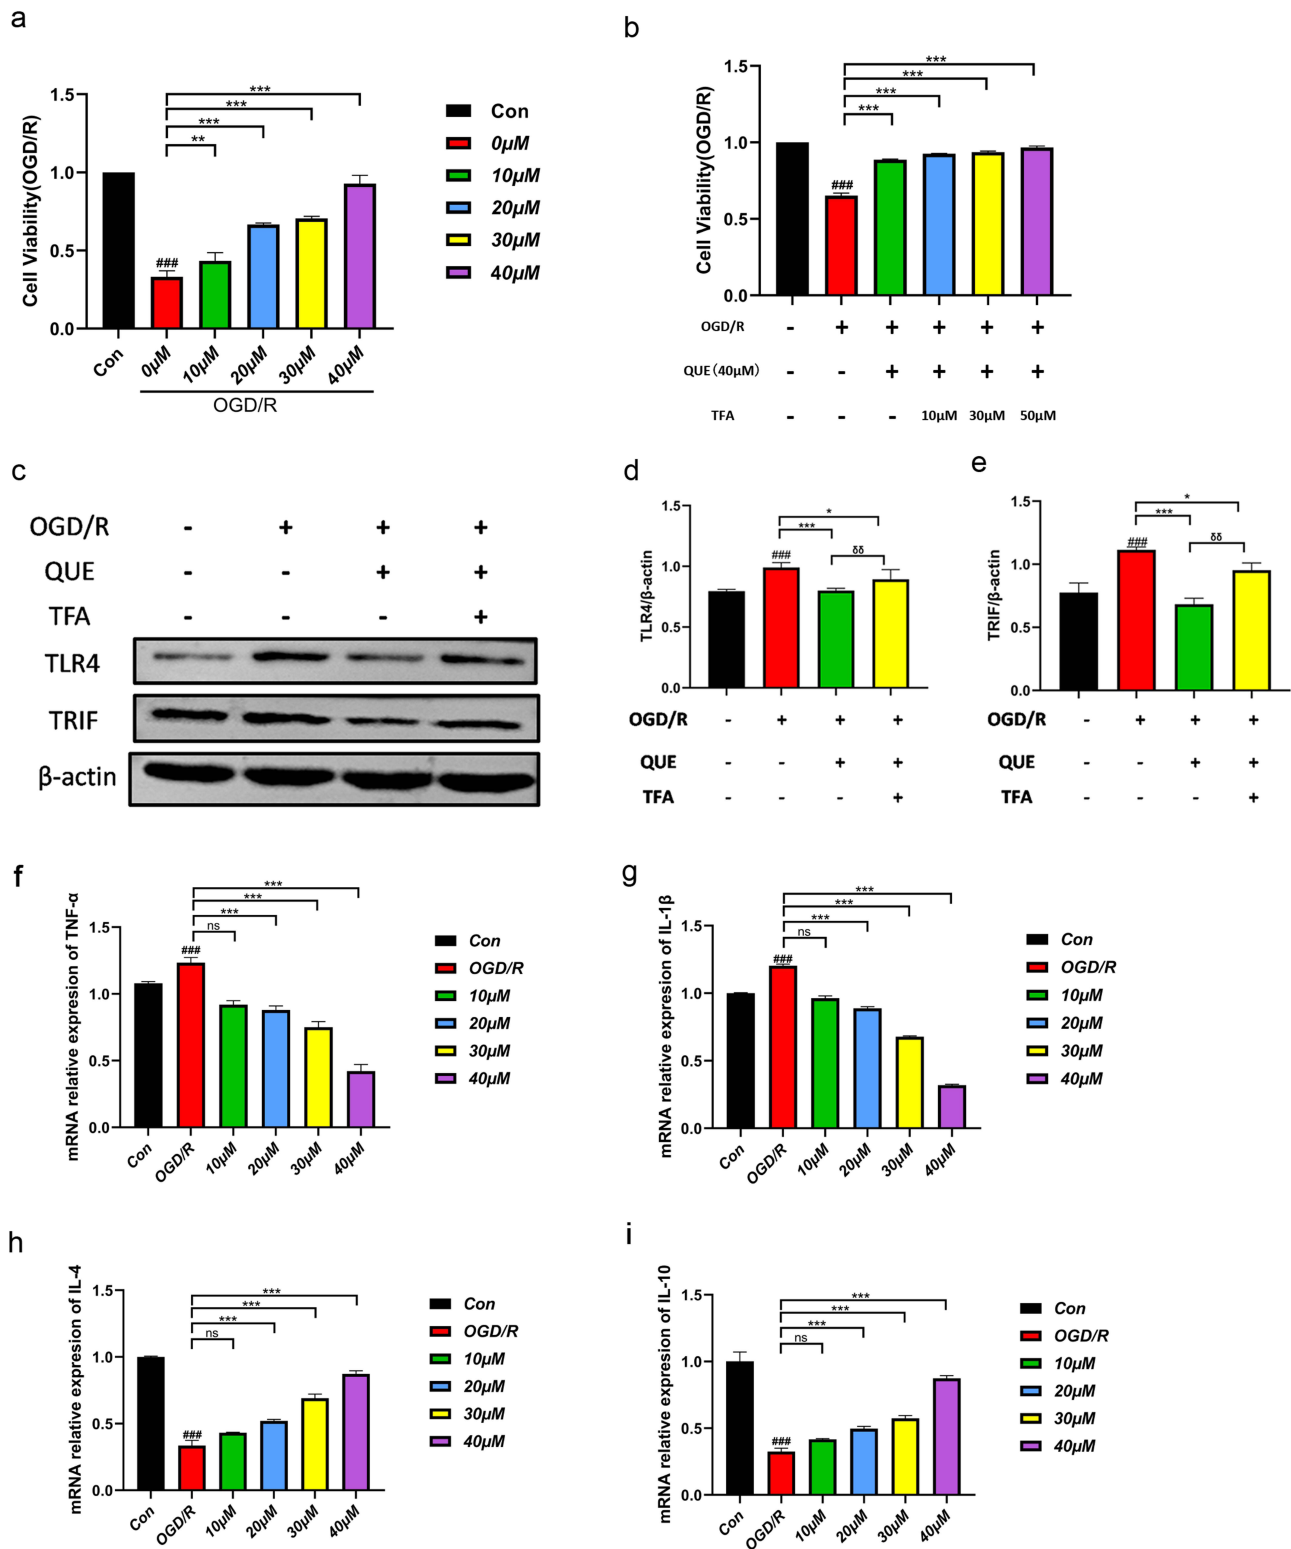 a
Cell Viability(OGD/R)
1.5
1.0
0.5
0.0
***
***
***
**
###
Con
0μM
10μM
20μM
30μM
40μM
OGD/R
Con
0μM
10μM
20μM
30μM
40μM
b
Cell Viability(OGD/R)
1.5
1.0
0.5
0.0
***
***
***
***
###
OGD/R - + + + + +
QUE(40μM) - - + + + +
TFA - - - 10μM 30μM 50μM
c
OGD/R - + + +
QUE - - + +
TFA - - - +
TLR4
TRIF
β-actin
d
TLR4/β-actin
1.5
1.0
0.5
0.0
*
***
δδ
###
OGD/R - + + +
QUE - - + +
TFA - - - +
e
TRIF/β-actin
1.5
1.0
0.5
0.0
*
***
δδ
###
OGD/R - + + +
QUE - - + +
TFA - - - +
f
mRNA relative expresion of TNF-α
1.5
1.0
0.5
0.0
***
***
***
ns
###
Con
OGD/R
10μM
20μM
30μM
40μM
Con
OGD/R
10μM
20μM
30μM
40μM
g
mRNA relative expresion of IL-1β
1.5
1.0
0.5
0.0
***
***
***
ns
###
Con
OGD/R
10μM
20μM
30μM
40μM
Con
OGD/R
10μM
20μM
30μM
40μM
h
mRNA relative expresion of IL-4
1.5
1.0
0.5
0.0
***
***
***
ns
###
Con
OGD/R
10μM
20μM
30μM
40μM
Con
OGD/R
10μM
20μM
30μM
40μM
i
mRNA relative expresion of IL-10
1.5
1.0
0.5
0.0
***
***
***
ns
###
Con
OGD/R
10μM
20μM
30μM
40μM
Con
OGD/R
10μM
20μM
30μM
40μM